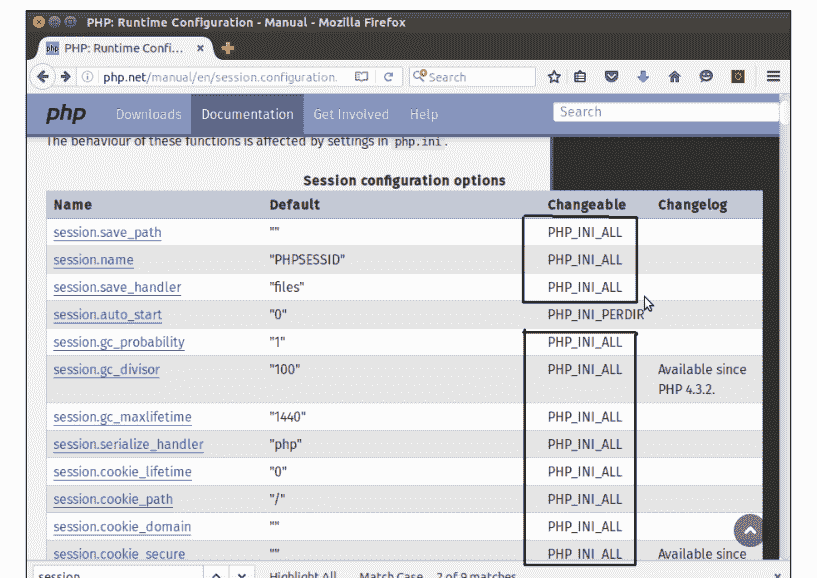 PHP: Runtime Configuration - Manual - Mozilla Firefox
php PHP: Runtime Confi...
php.net/manual/en/session.configuration. Search
php Downloads Documentation Get Involved Help Search
The behaviour of these functions is affected by settings in php.ini.
Session configuration options
Name Default Changeable Changelog
session.save_path "" PHP_INI_ALL
session.name "PHPSESSID" PHP_INI_ALL
session.save_handler "files" PHP_INI_ALL
session.auto_start "0" PHP_INI_PERDIR
session.gc_probability "1" PHP_INI_ALL
session.gc_divisor "100" PHP_INI_ALL Available since
PHP 4.3.2.
session.gc_maxlifetime "1440" PHP_INI_ALL
session.serialize_handler "php" PHP_INI_ALL
session.cookie_lifetime "0" PHP_INI_ALL
session.cookie_path "/" PHP_INI_ALL
session.cookie_domain "" PHP_INI_ALL
session.cookie_secure "" PHP_INI_ALL Available since
session Highlight All Match Case 2 of 9 matches